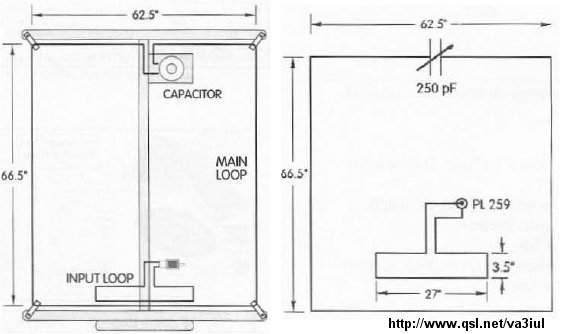 62.5"
CAPACITOR
MAIN
LOOP
66.5"
INPUT LOOP
62.5"
250 pF
66.5"
PL 259
3.5"
27"
http://www.qsl.net/va3iul